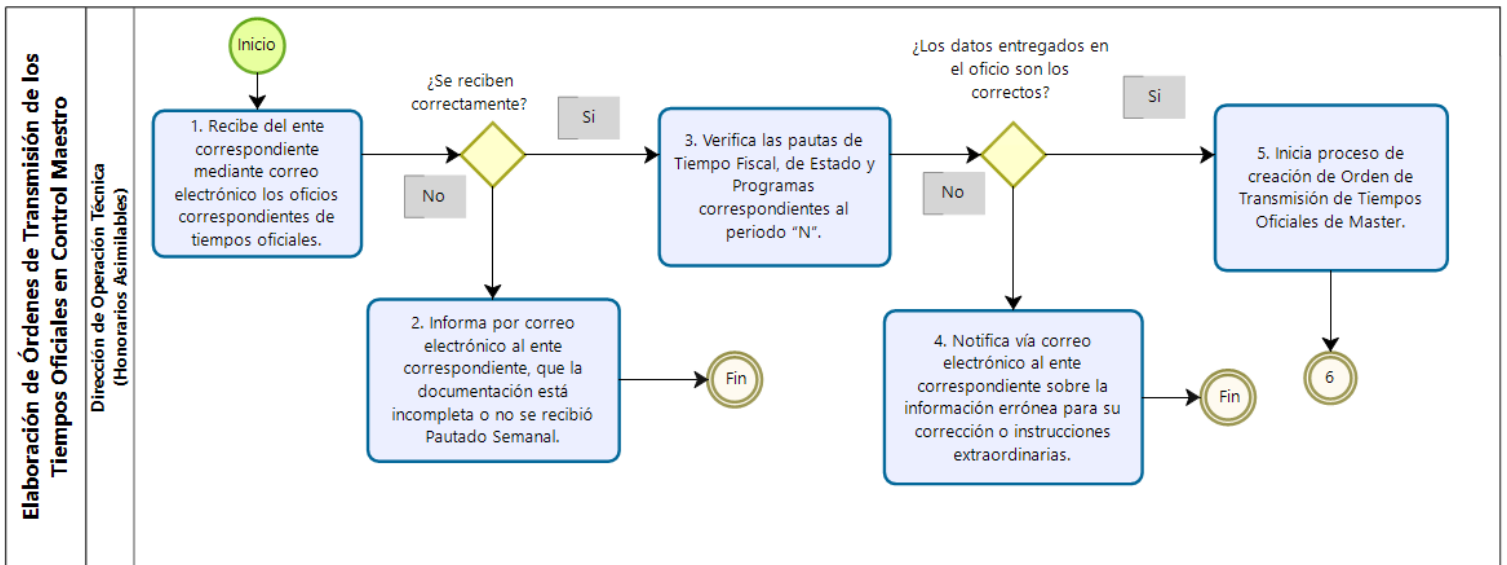 Elaboración de Órdenes de Transmisión de los
Tiempos Oficiales en Control Maestro
Dirección de Operación Técnica
(Honorarios Asimilables)
Inicio
1. Recibe del ente
correspondiente
mediante correo
electrónico los oficios
correspondientes de
tiempos oficiales.
¿Se reciben
correctamente?
Si
No
2. Informa por correo
electrónico al ente
correspondiente, que la
documentación está
incompleta o no se recibió
Pautado Semanal.
Fin
3. Verifica las pautas de
Tiempo Fiscal, de Estado y
Programas
correspondientes al
periodo “N”.
¿Los datos entregados en
el oficio son los
correctos?
Si
No
4. Notifica vía correo
electrónico al ente
correspondiente sobre la
información errónea para su
corrección o instrucciones
extraordinarias.
Fin
5. Inicia proceso de
creación de Orden de
Transmisión de Tiempos
Oficiales de Master.
6